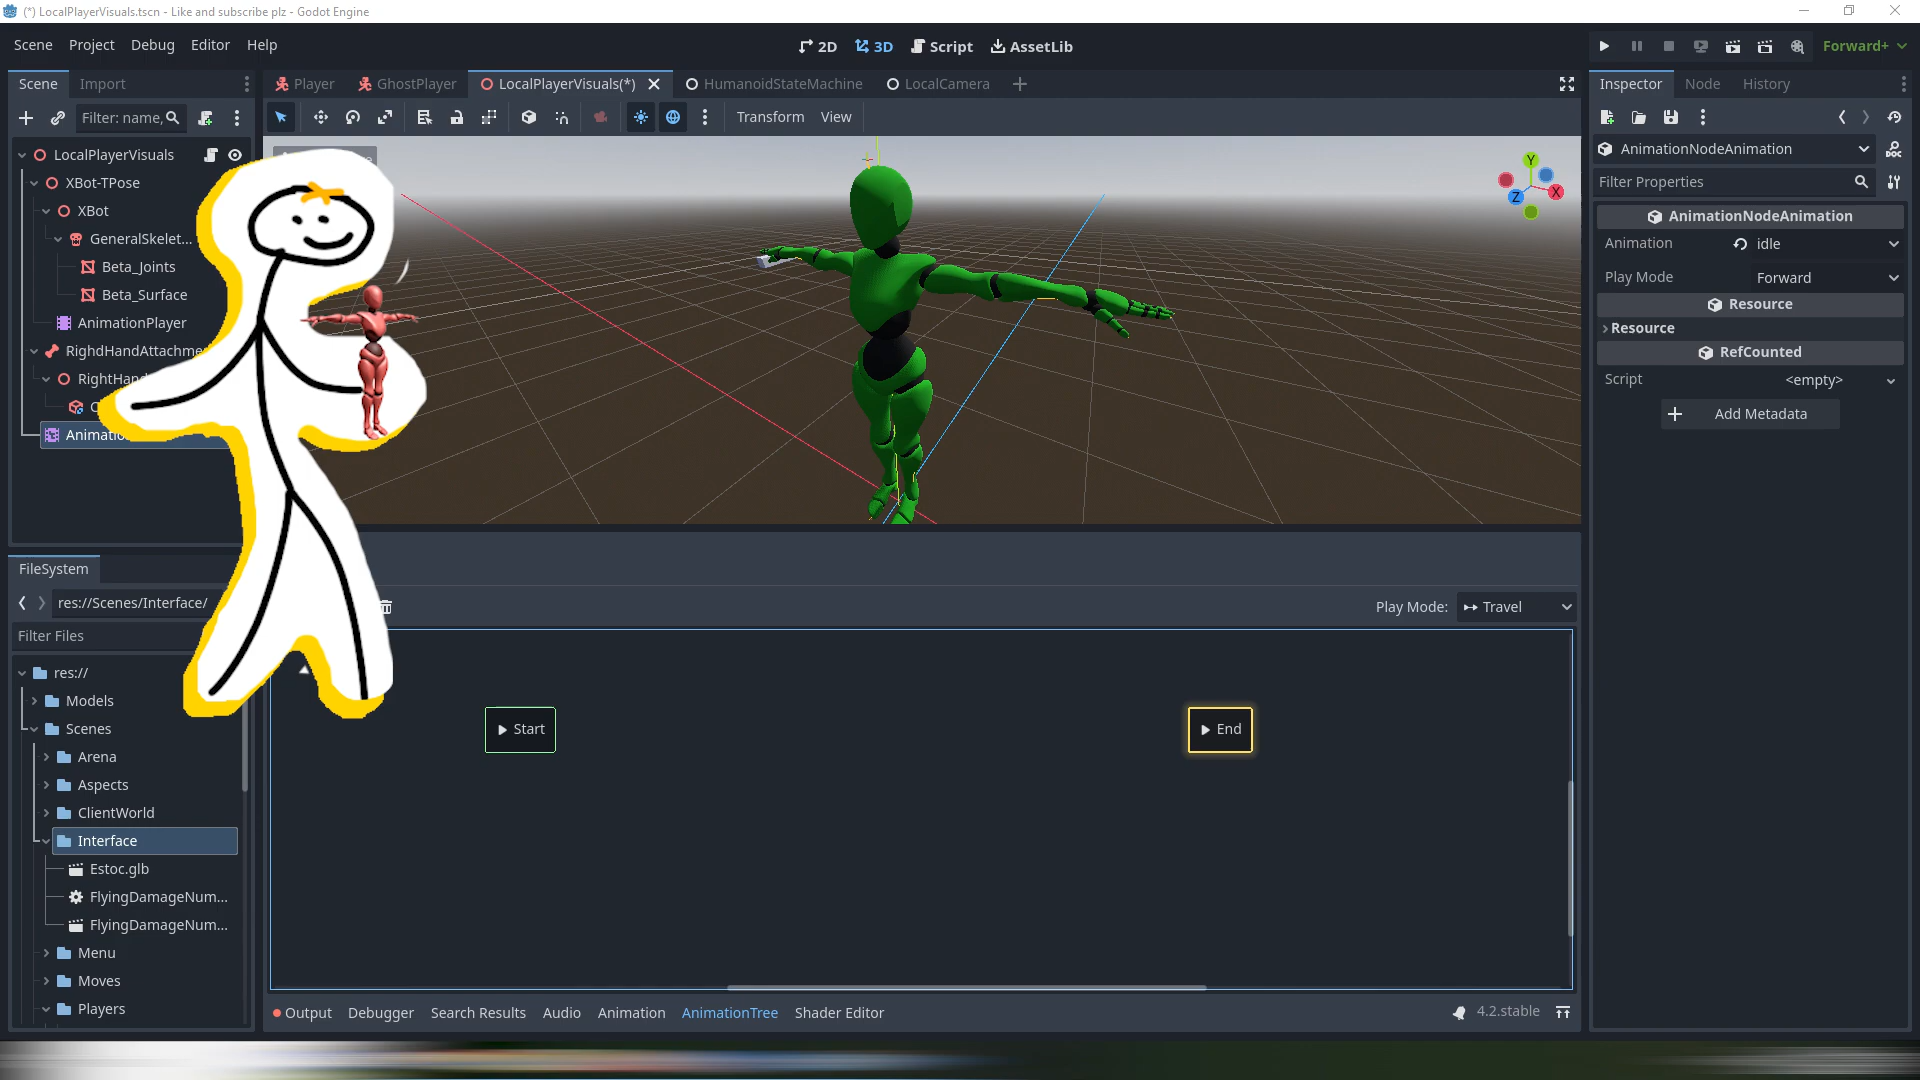 (*) LocalPlayerVisuals.tscn - Like and subscribe plz - Godot Engine
Scene Project Debug Editor Help
2D 3D Script AssetLib
Forward+
Scene Import
Player GhostPlayer LocalPlayerVisuals(*) HumanoidStateMachine LocalCamera
Inspector Node History
Filter: name,
Transform View
LocalPlayerVisuals
XBot-TPose
XBot
GeneralSkelet...
Beta_Joints
Beta_Surface
AnimationPlayer
RighdHandAttachme
RightHan
Animatio
Y
X
Z
AnimationNodeAnimation
Filter Properties
AnimationNodeAnimation
Animation idle
Play Mode Forward
Resource
Resource
RefCounted
Script <empty>
Add Metadata
FileSystem
res://Scenes/Interface/
Filter Files
res://
Models
Scenes
Arena
Aspects
ClientWorld
Interface
Estoc.glb
FlyingDamageNum...
FlyingDamageNum...
Menu
Moves
Players
Play Mode: Travel
Start
End
Output Debugger Search Results Audio Animation AnimationTree Shader Editor
4.2.stable